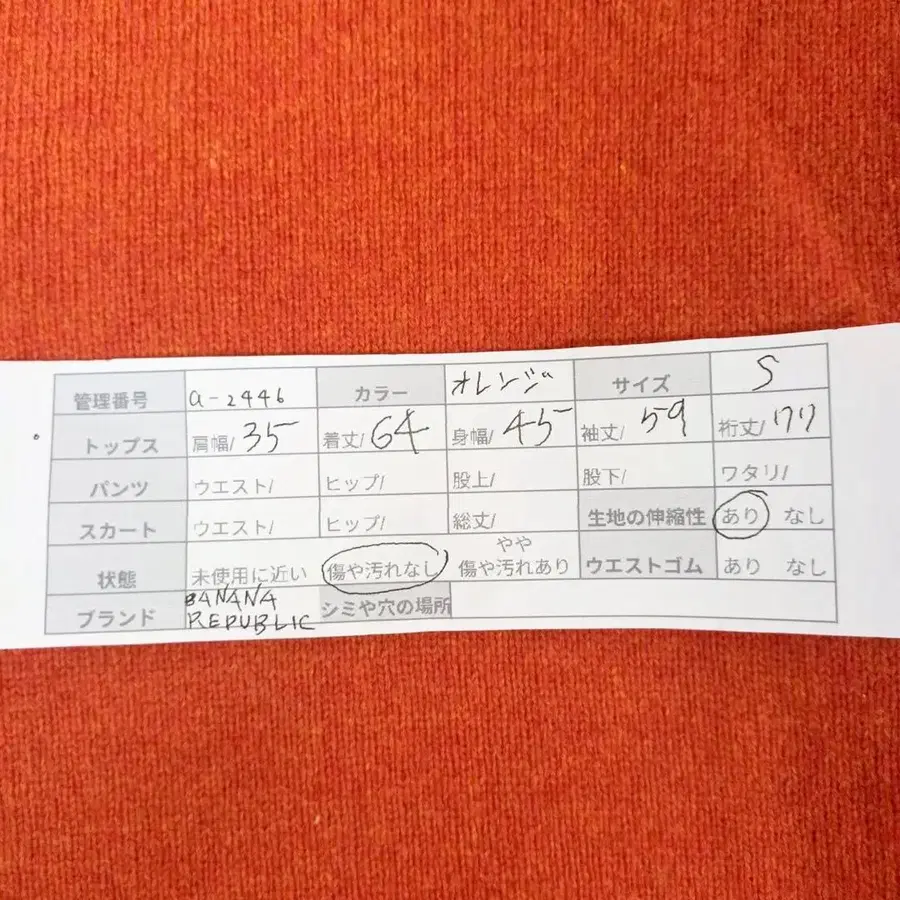 管理番号 a-2446 カラー オレンジ サイズ S
トップス 肩幅/35 着丈/64 身幅/45 袖丈/59 裄丈/77
パンツ ウエスト/ ヒップ/ 股上/ 股下/ ワタリ/
スカート ウエスト/ ヒップ/ 総丈/ 生地の伸縮性 あり なし
状態 未使用に近い 傷や汚れなし やや
傷や汚れあり ウエストゴム あり なし
ブランド BANANA
REPUBLIC シミや穴の場所